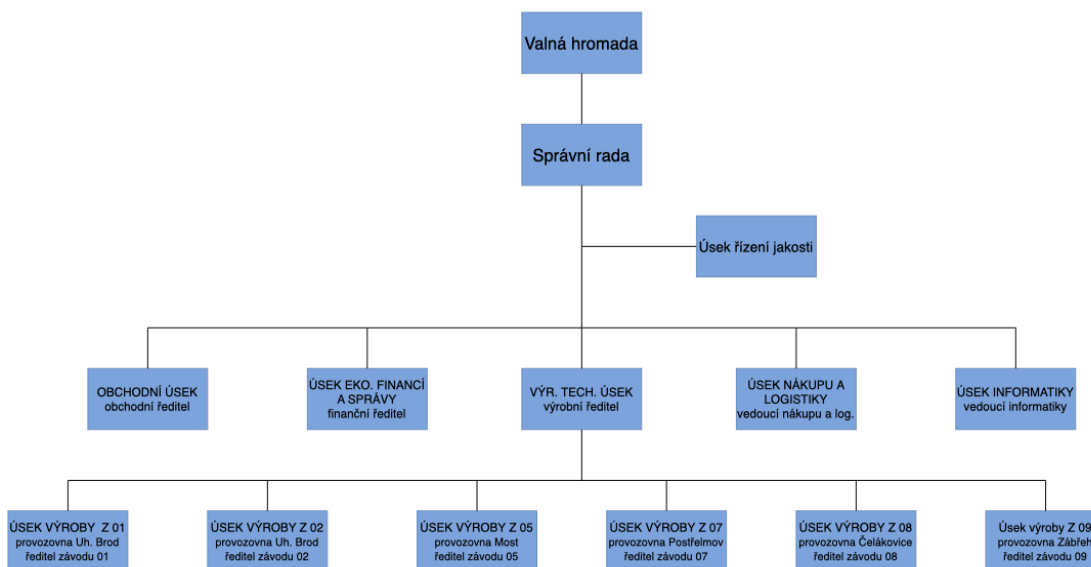 Valná hromada
Správní rada
Úsek řízení jakosti
OBCHODNÍ ÚSEK
obchodní ředitel
ÚSEK EKO. FINANCÍ
A SPRÁVY
finanční ředitel
VÝR. TECH. ÚSEK
výrobní ředitel
ÚSEK NÁKUPU A
LOGISTIKY
vedoucí nákupu a log.
ÚSEK INFORMATIKY
vedoucí informatiky
ÚSEK VÝROBY Z 01
provozovna Uh. Brod
ředitel závodu 01
ÚSEK VÝROBY Z 02
provozovna Uh. Brod
ředitel závodu 02
ÚSEK VÝROBY Z 05
provozovna Most
ředitel závodu 05
ÚSEK VÝROBY Z 07
provozovna Postřelmov
ředitel závodu 07
ÚSEK VÝROBY Z 08
provozovna Čelákovice
ředitel závodu 08
Úsek výroby Z 09
provozovna Zábřeh
ředitel závodu 09